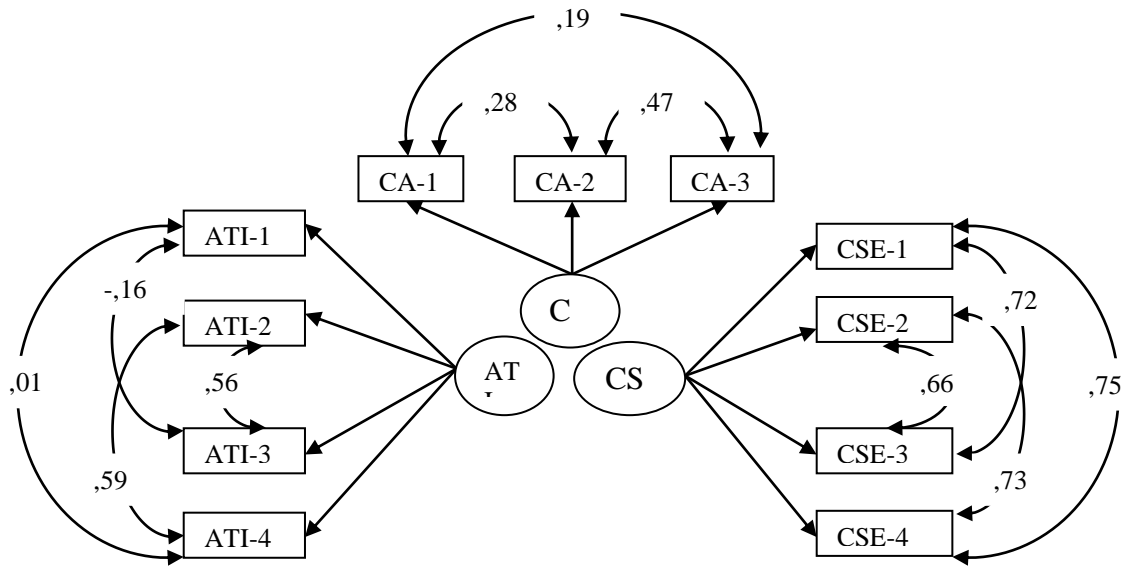 ,19
,28
,47
CA-1
CA-2
CA-3
ATI-1
ATI-2
ATI-3
ATI-4
-,16
,01
,56
,59
C
AT
CS
CSE-1
CSE-2
CSE-3
CSE-4
,72
,66
,75
,73